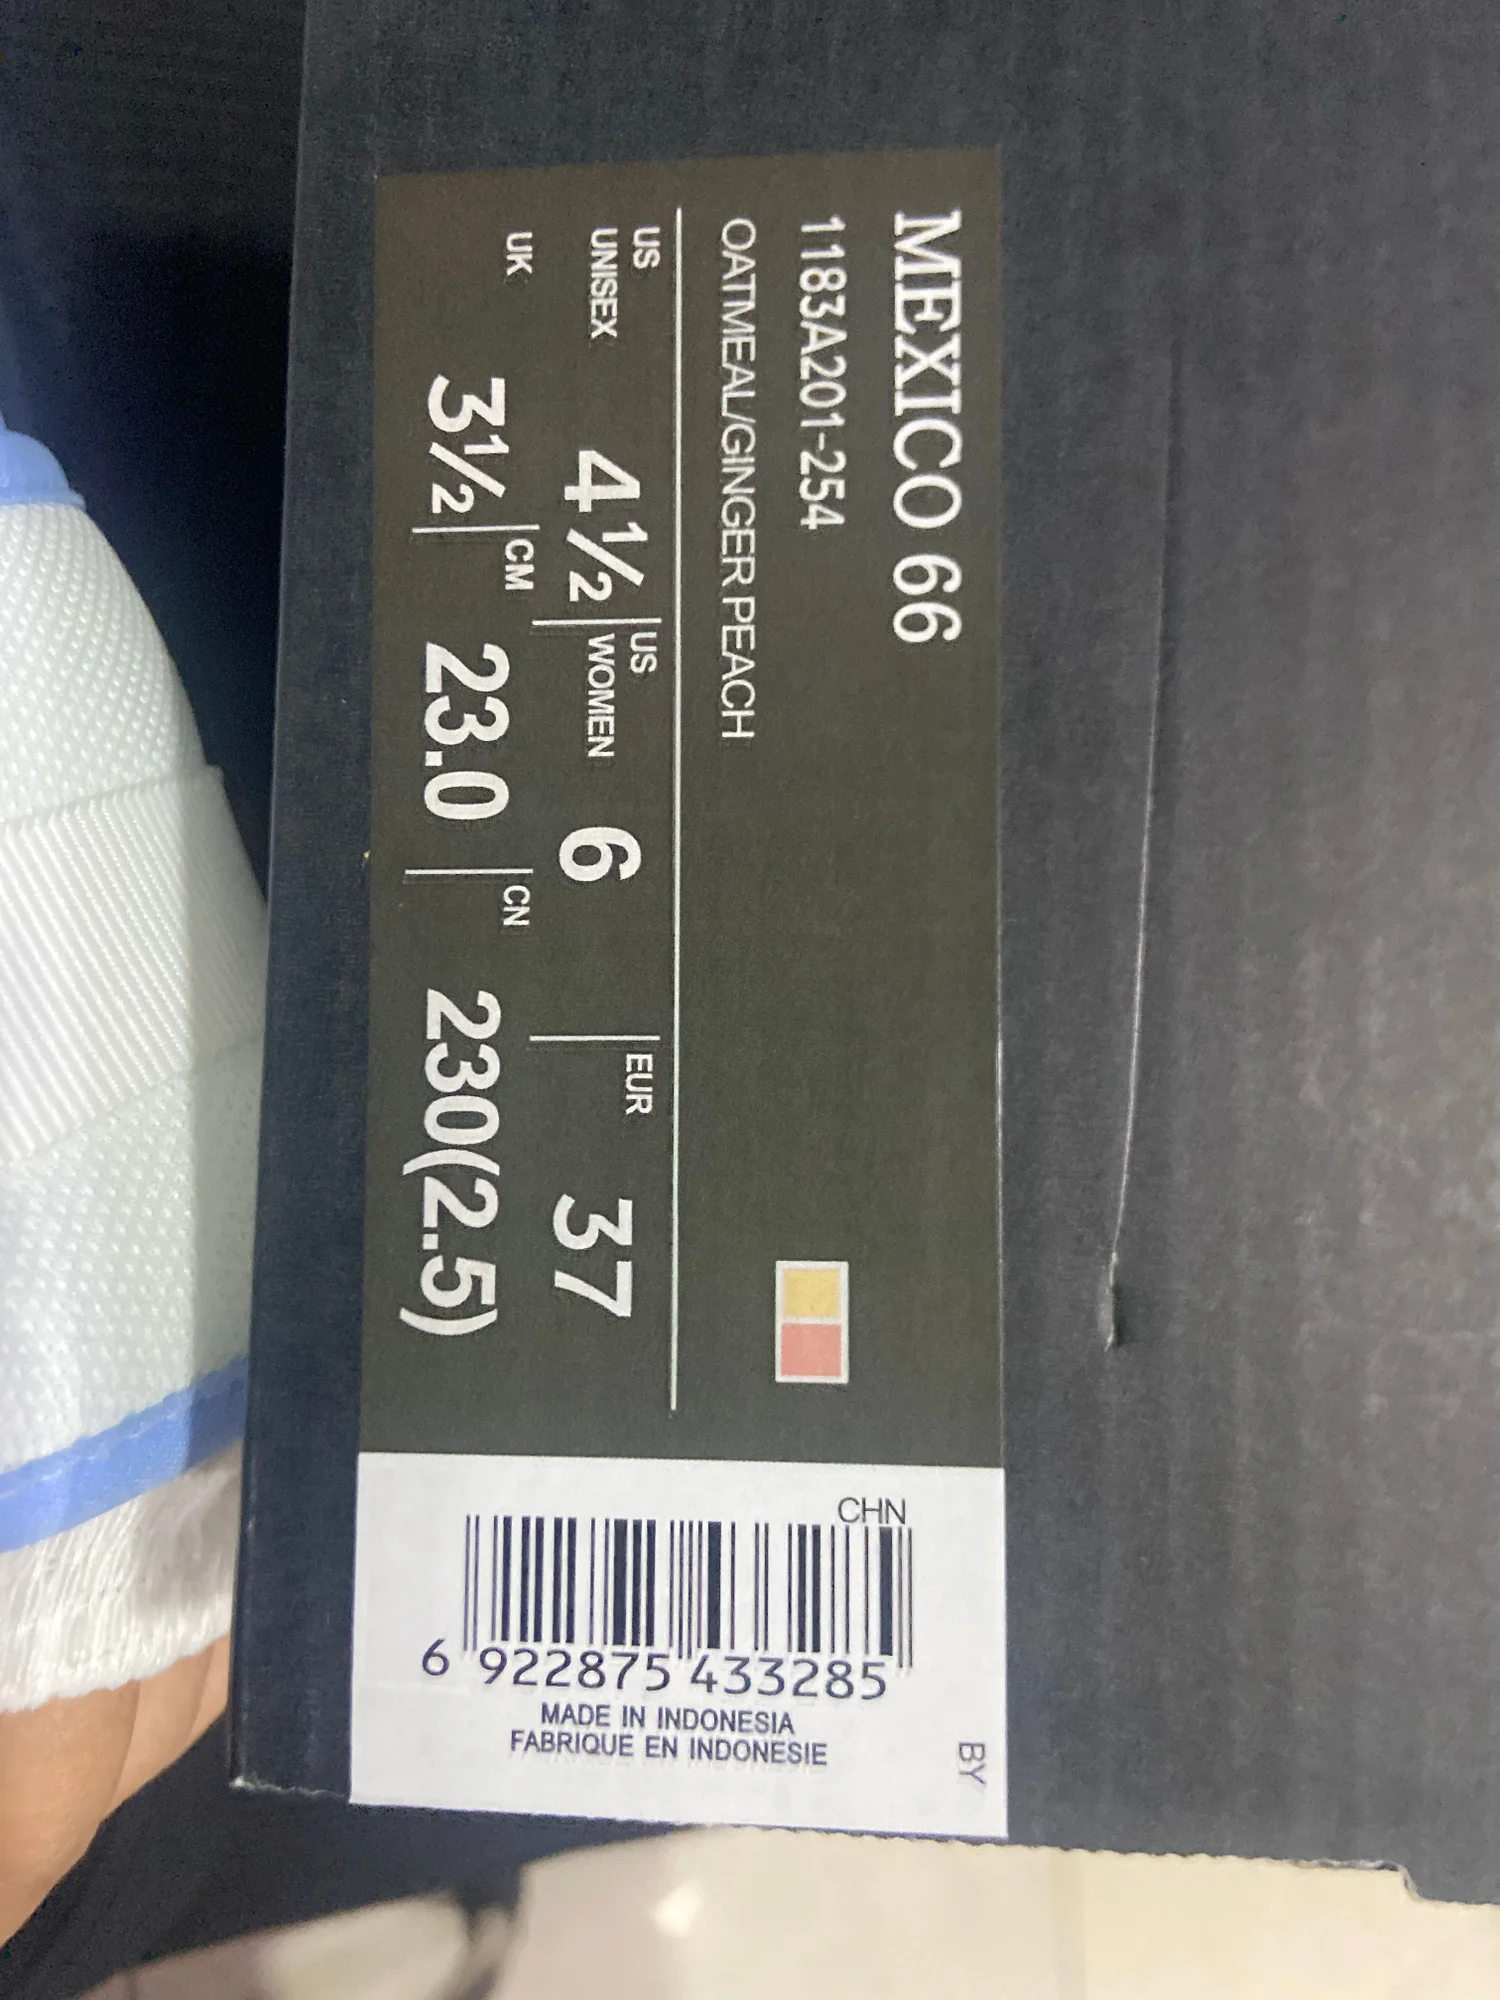 MEXICO 66
1183A201-254
OATMEAL/GINGER PEACH
US UNISEX 4½ US WOMEN 6 EUR 37
UK 3½ CM 23.0 CN 230(2.5)
CHN
6 922875 433285
MADE IN INDONESIA
FABRIQUE EN INDONESIE
BY